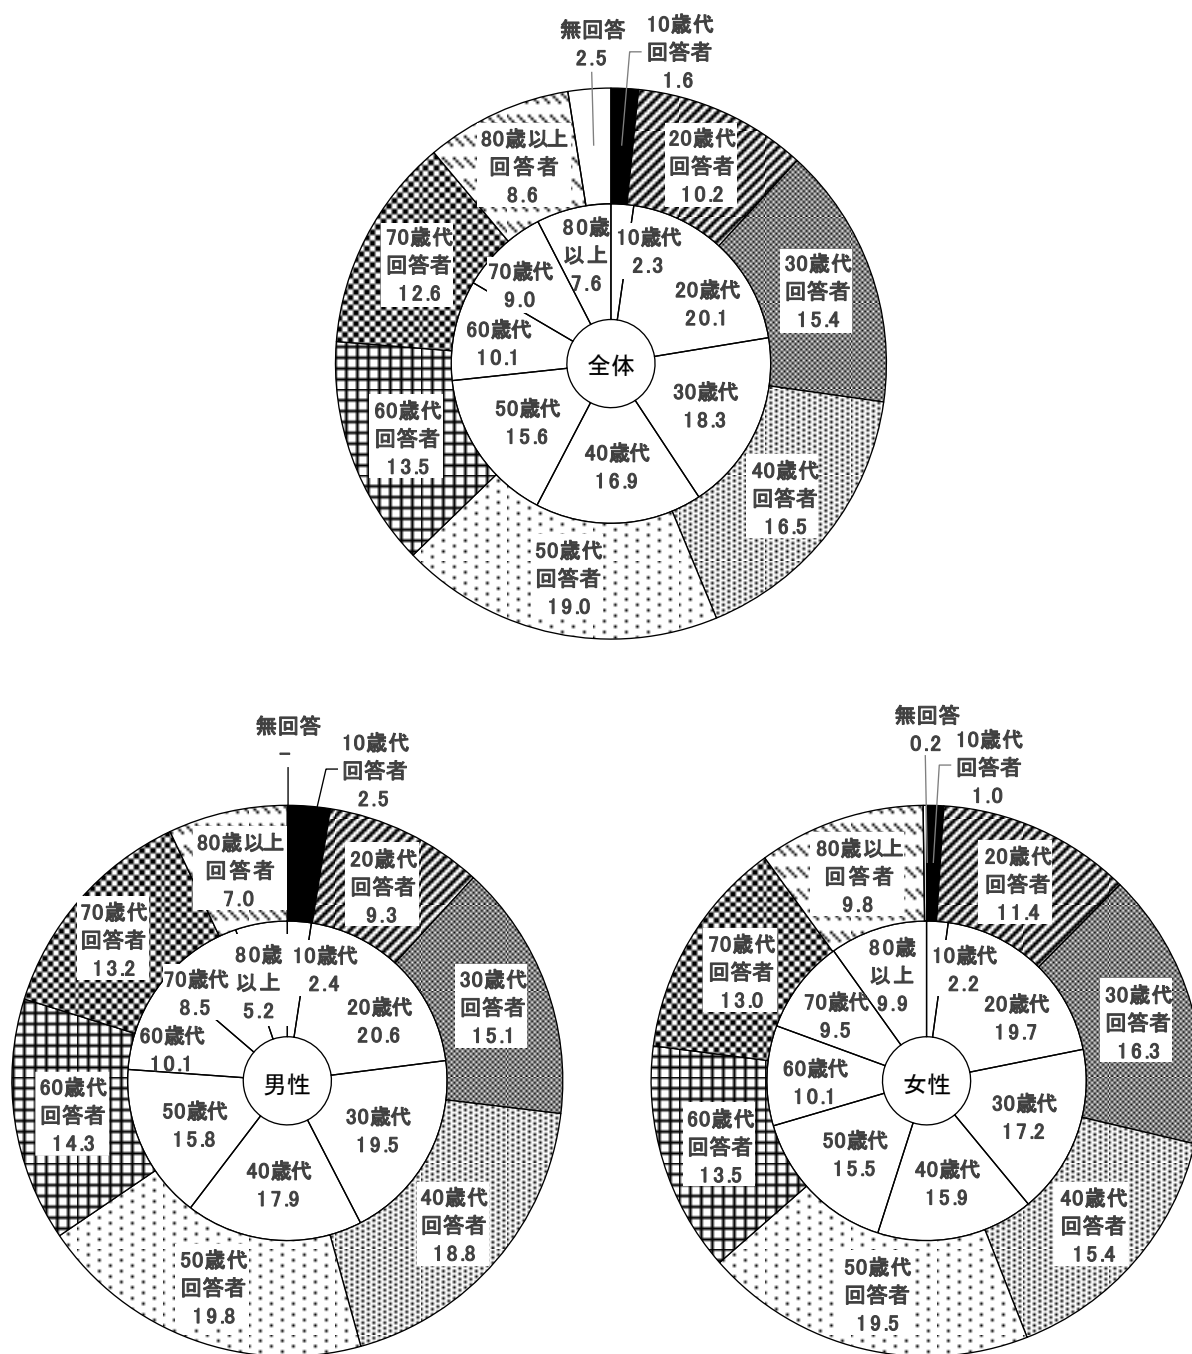 無回答
2.5
10歳代
回答者
1.6
20歳代
回答者
10.2
30歳代
回答者
15.4
40歳代
回答者
16.5
50歳代
回答者
19.0
60歳代
回答者
13.5
70歳代
回答者
12.6
80歳以上
回答者
8.6
10歳代
2.3
20歳代
20.1
30歳代
18.3
40歳代
16.9
50歳代
15.6
60歳代
10.1
70歳代
9.0
80歳
以上
7.6
全体
無回答
–
10歳代
回答者
2.5
20歳代
回答者
9.3
30歳代
回答者
15.1
40歳代
回答者
18.8
50歳代
回答者
19.8
60歳代
回答者
14.3
70歳代
回答者
13.2
80歳以上
回答者
7.0
10歳代
2.4
20歳代
20.6
30歳代
19.5
40歳代
17.9
50歳代
15.8
60歳代
10.1
70歳代
8.5
80歳
以上
5.2
男性
無回答
0.2
10歳代
回答者
1.0
20歳代
回答者
11.4
30歳代
回答者
16.3
40歳代
回答者
15.4
50歳代
回答者
19.5
60歳代
回答者
13.5
70歳代
回答者
13.0
80歳以上
回答者
9.8
10歳代
2.2
20歳代
19.7
30歳代
17.2
40歳代
15.9
50歳代
15.5
60歳代
10.1
70歳代
9.5
80歳
以上
9.9
女性